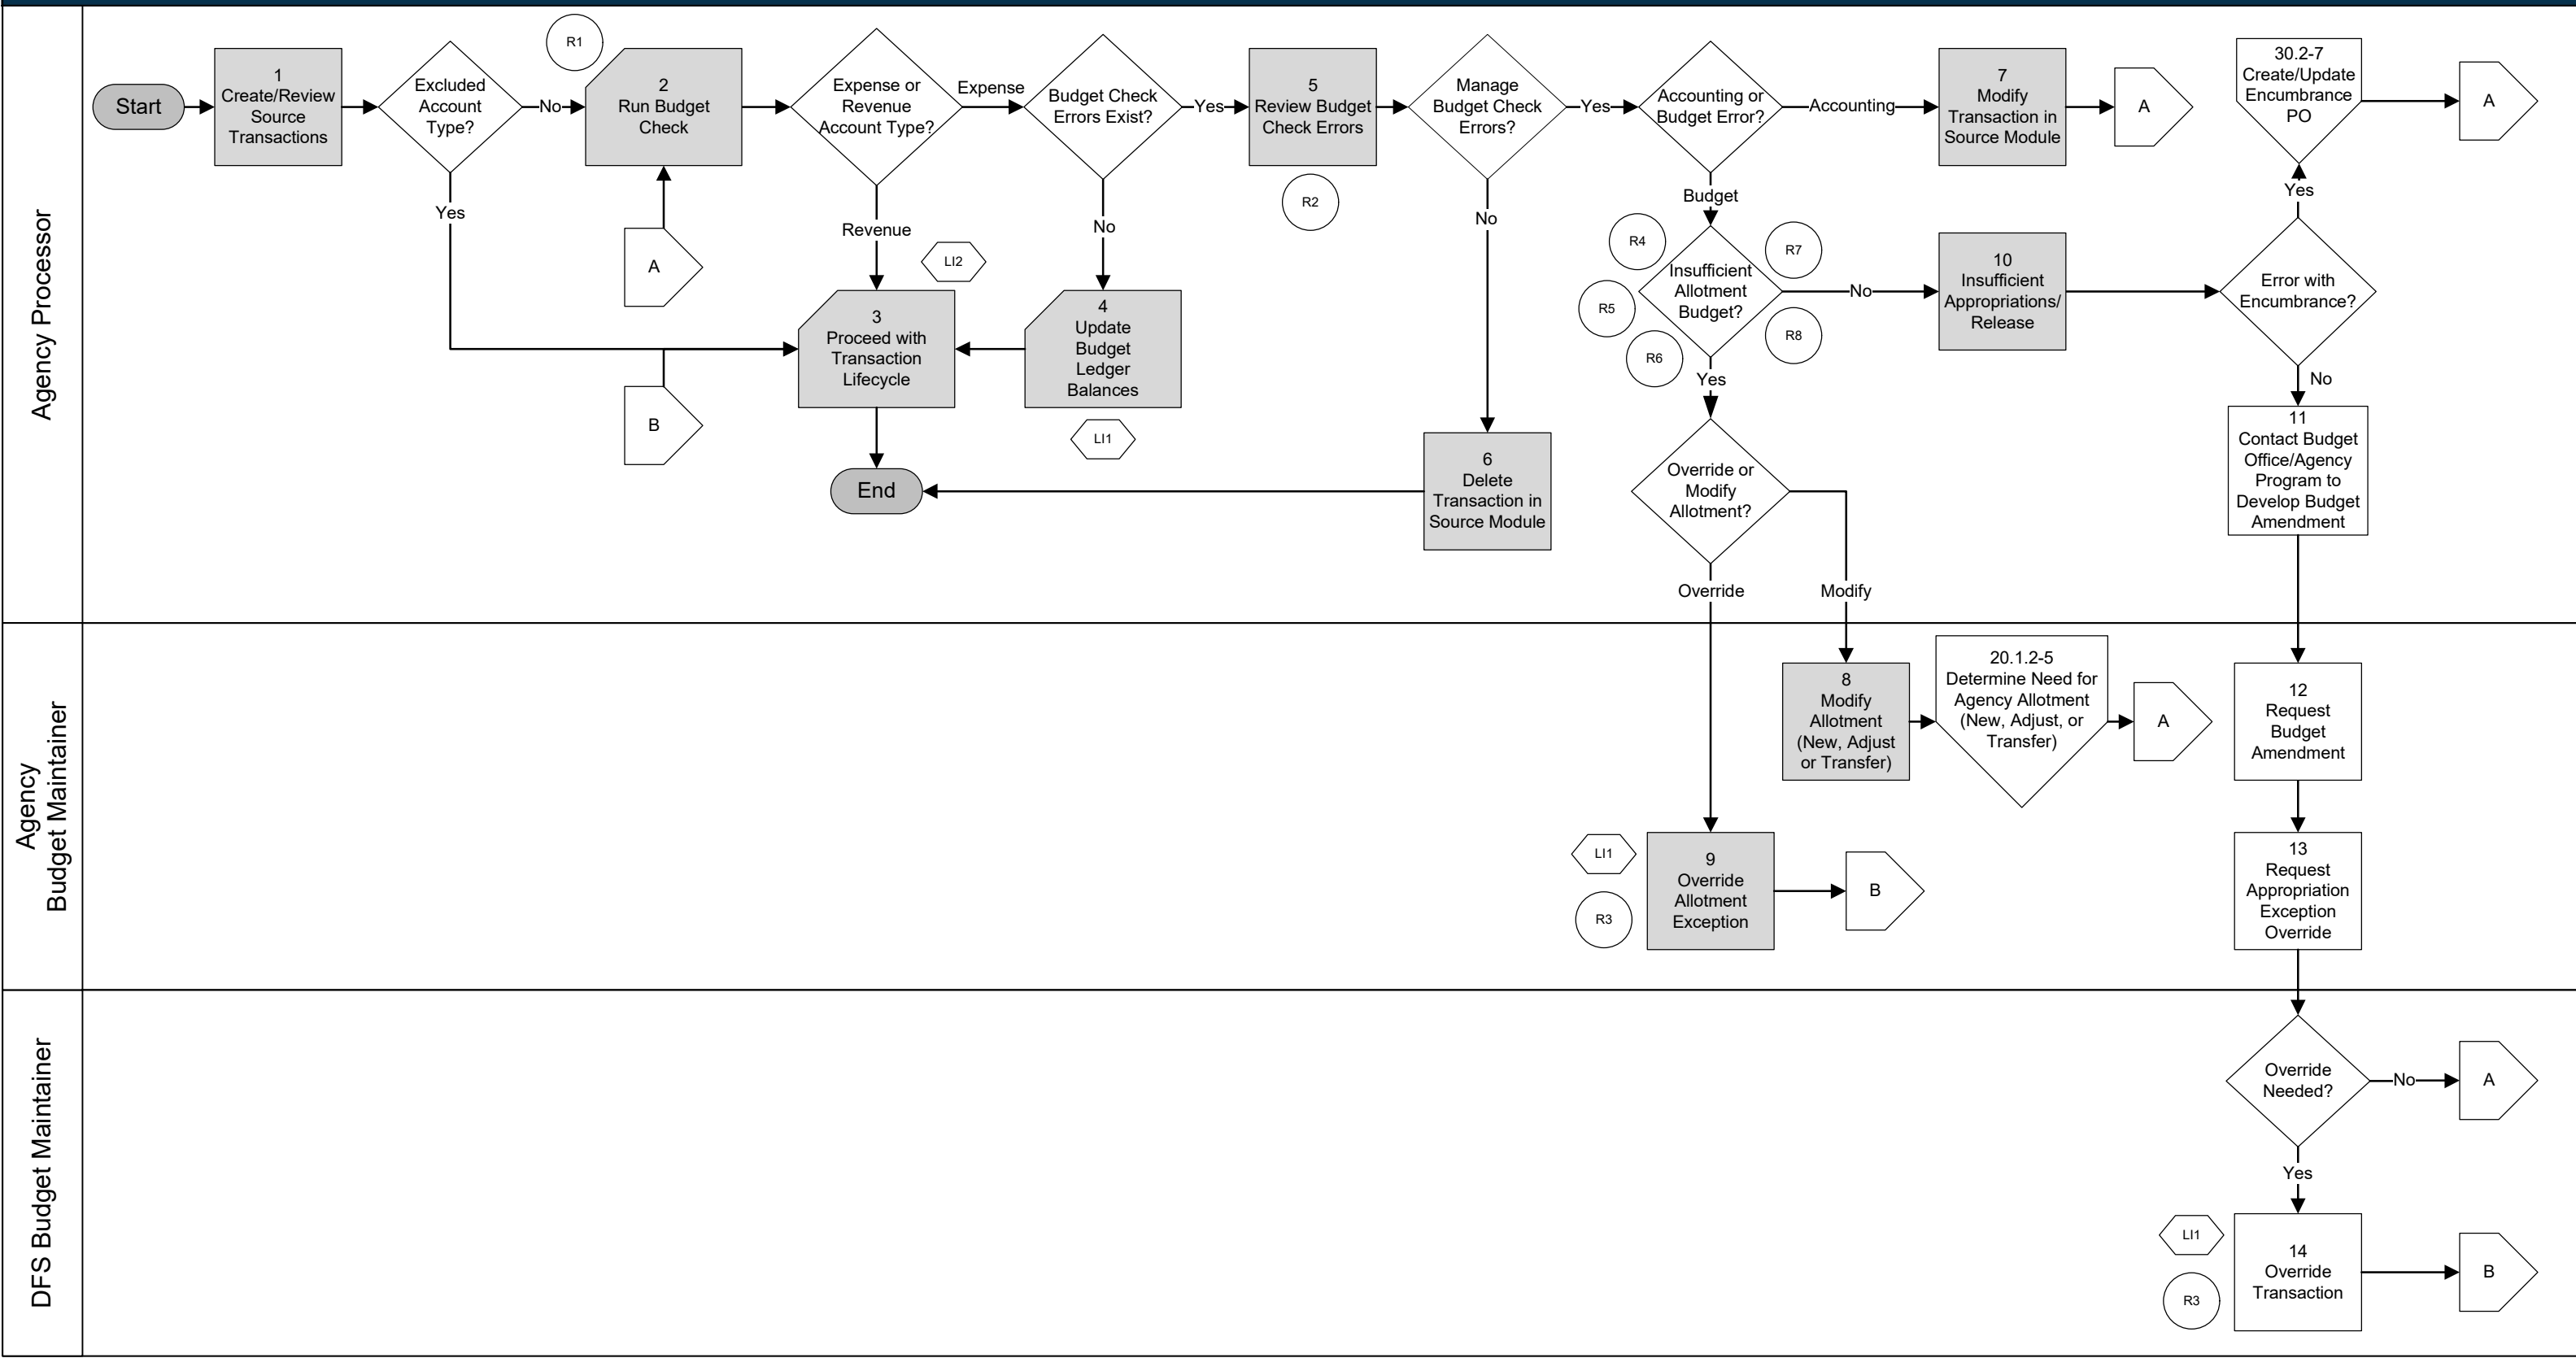 Agency Processor
Start
1
Create/Review
Source
Transactions
Excluded
Account
Type?
No
Yes
R1
2
Run Budget
Check
A
B
Expense or
Revenue
Account Type?
Expense
Revenue
LI2
3
Proceed with
Transaction
Lifecycle
End
Budget Check
Errors Exist?
Yes
No
4
Update
Budget
Ledger
Balances
LI1
5
Review Budget
Check Errors
R2
Manage
Budget Check
Errors?
Yes
No
6
Delete
Transaction in
Source Module
Accounting or
Budget Error?
Accounting
Budget
7
Modify
Transaction in
Source Module
A
R4
R5
R6
R7
R8
Insufficient
Allotment
Budget?
No
Yes
10
Insufficient
Appropriations/
Release
Override or
Modify
Allotment?
Override
Modify
30.2-7
Create/Update
Encumbrance
PO
A
Yes
Error with
Encumbrance?
No
11
Contact Budget
Office/Agency
Program to
Develop Budget
Amendment
Agency
Budget Maintainer
8
Modify
Allotment
(New, Adjust
or Transfer)
20.1.2-5
Determine Need for
Agency Allotment
(New, Adjust, or
Transfer)
A
LI1
R3
9
Override
Allotment
Exception
B
12
Request
Budget
Amendment
13
Request
Appropriation
Exception
Override
DFS Budget Maintainer
Override
Needed?
No
A
Yes
LI1
R3
14
Override
Transaction
B